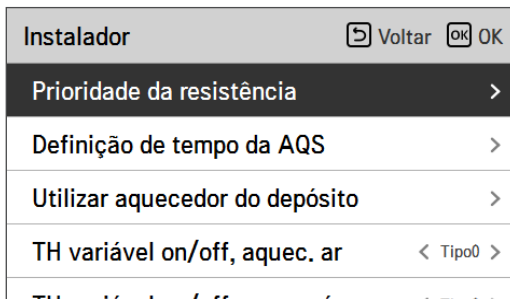 Instalador Voltar OK OK
Prioridade da resistência >
Definição de tempo da AQS >
Utilizar aquecedor do depósito >
TH variável on/off, aquec. ar < Tipo0 >